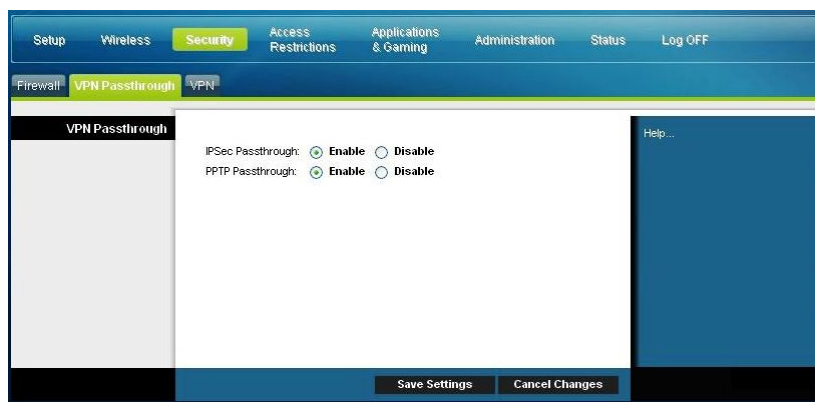 Setup Wireless Security Access Restrictions Applications & Gaming Administration Status Log OFF
Firewall VPN Passthrough VPN
VPN Passthrough
Help...
IPSec Passthrough: Enable Disable
PPTP Passthrough: Enable Disable
Save Settings Cancel Changes